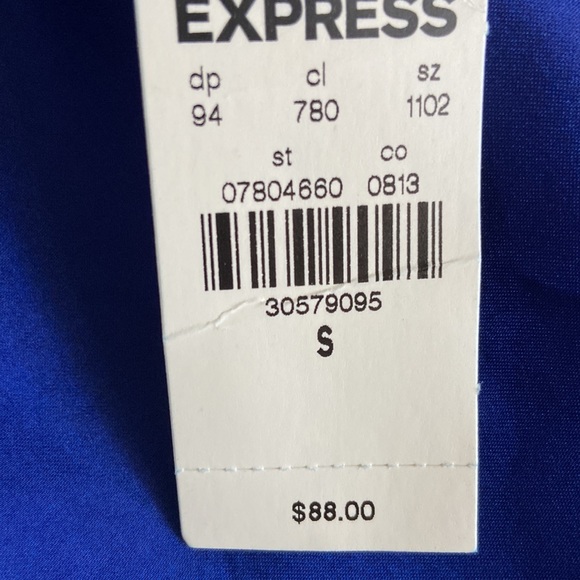 EXPRESS
dp cl sz
94 780 1102
st co
07804660 0813
30579095
S
$88.00